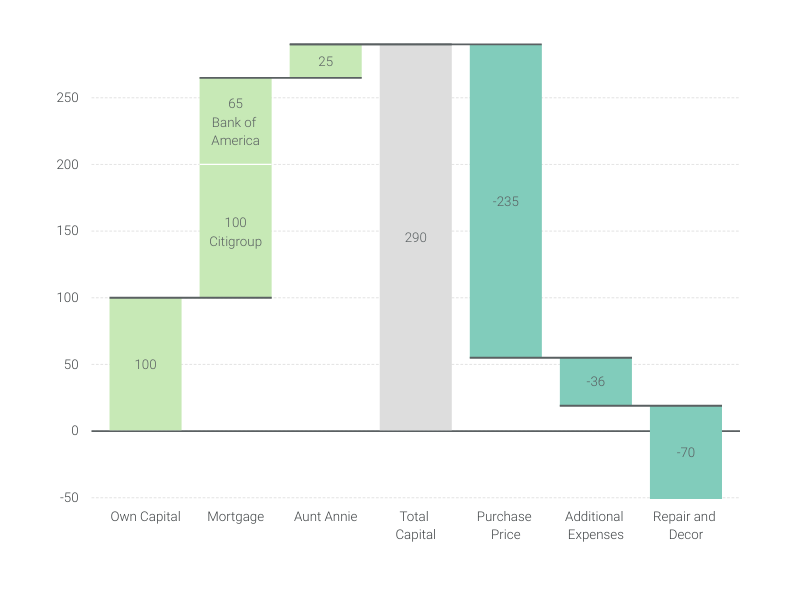 250
200
150
100
50
0
-50
100
65
Bank of
America
100
Citigroup
25
290
-235
-36
-70
Own Capital
Mortgage
Aunt Annie
Total
Capital
Purchase
Price
Additional
Expenses
Repair and
Decor